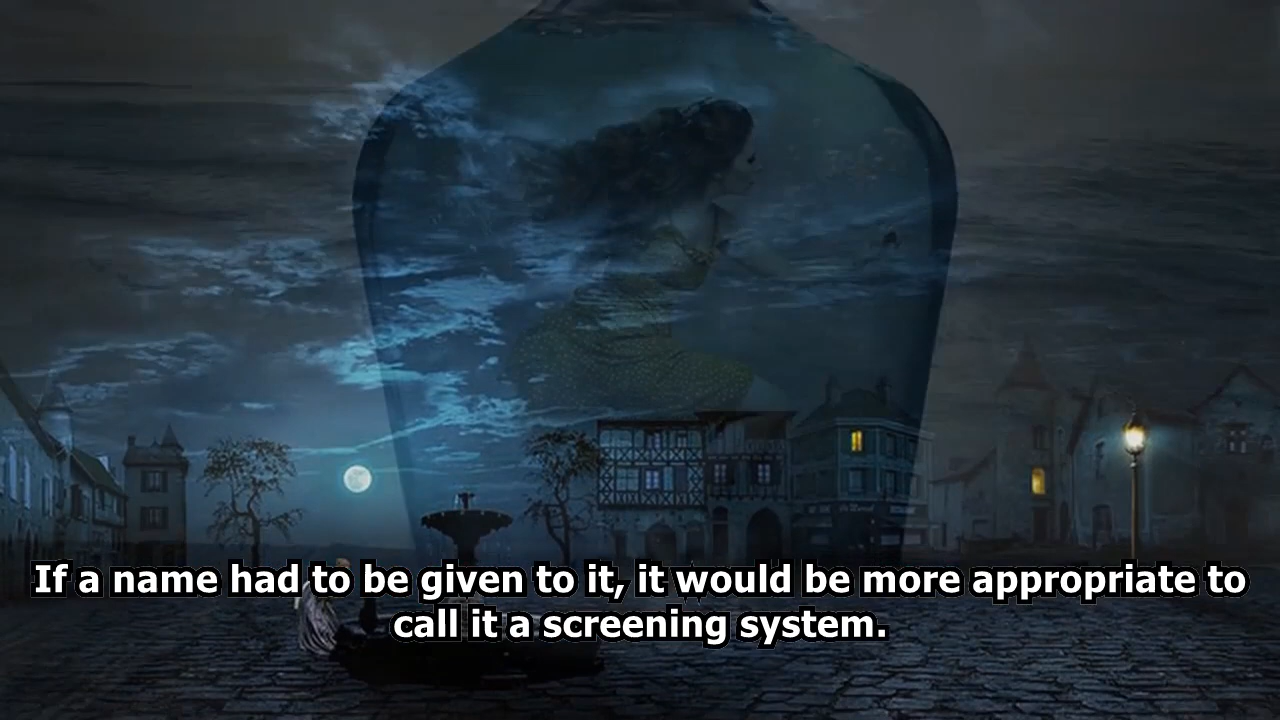 If a name had to be given to it, it would be more appropriate to
call it a screening system.